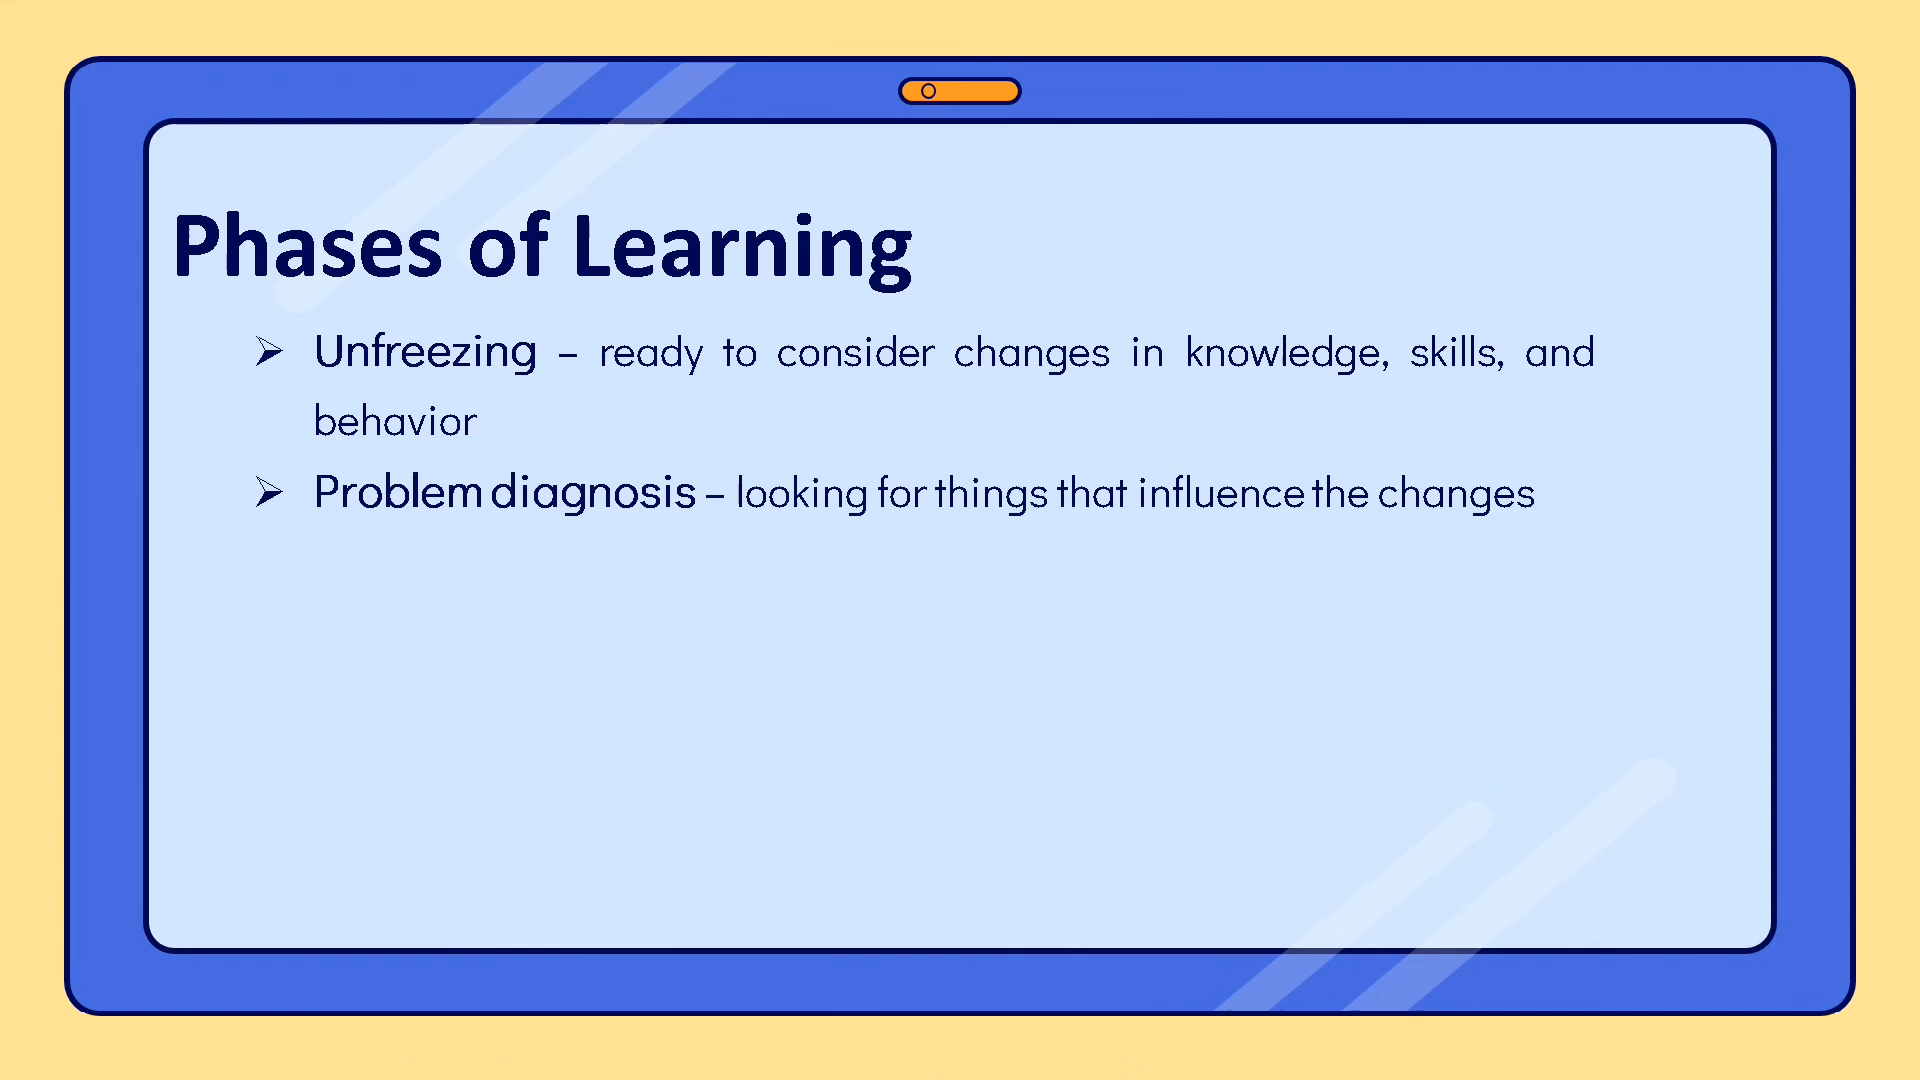 Phases of Learning
➢ Unfreezing – ready to consider changes in knowledge, skills, and
behavior
➢ Problem diagnosis – looking for things that influence the changes